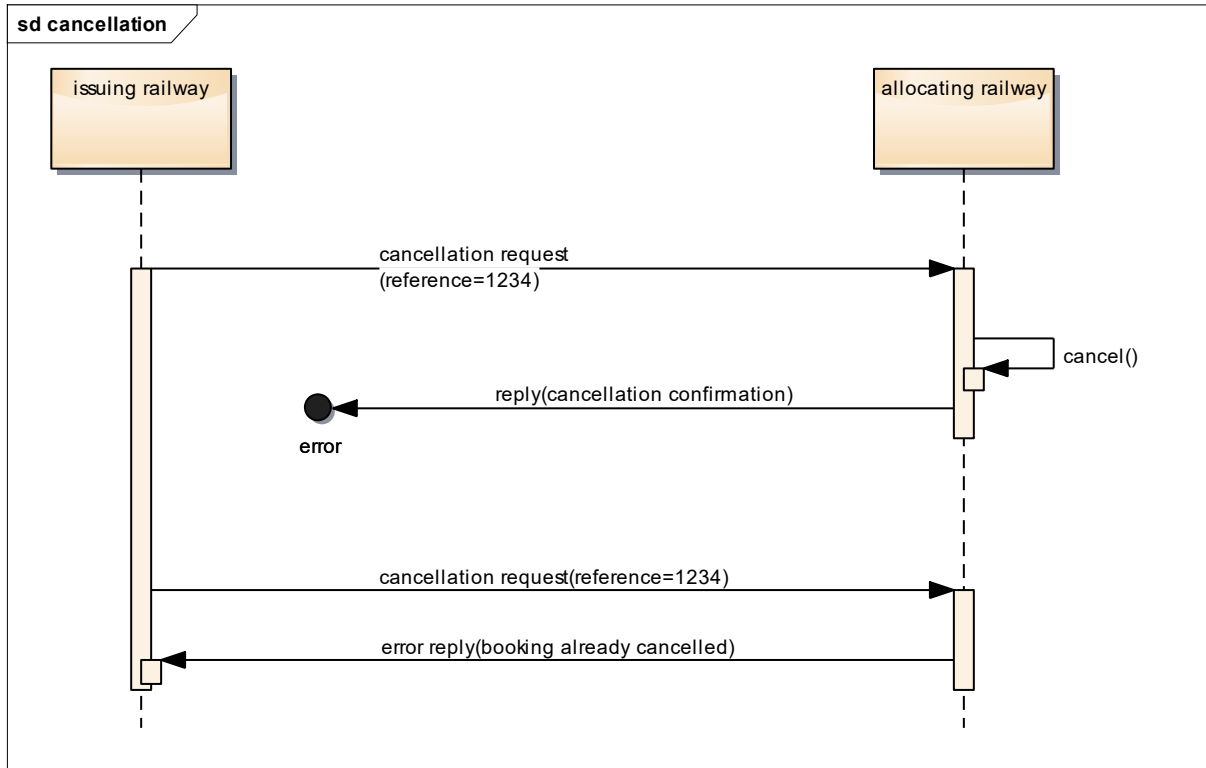 sd cancellation
issuing railway
allocating railway
cancellation request
(reference=1234)
cancel()
reply(cancellation confirmation)
error
cancellation request(reference=1234)
error reply(booking already cancelled)